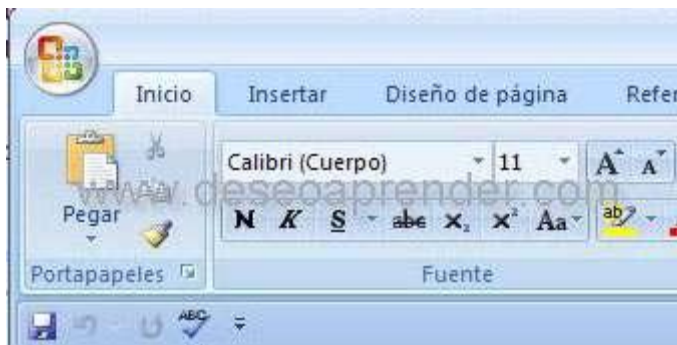 Inicio Insertar Diseño de página Refer
Calibri (Cuerpo) 11 A A
www.deseoaprender.com
Pegar N K S abc x₂ x² Aa ab
Portapapeles Fuente
ABC